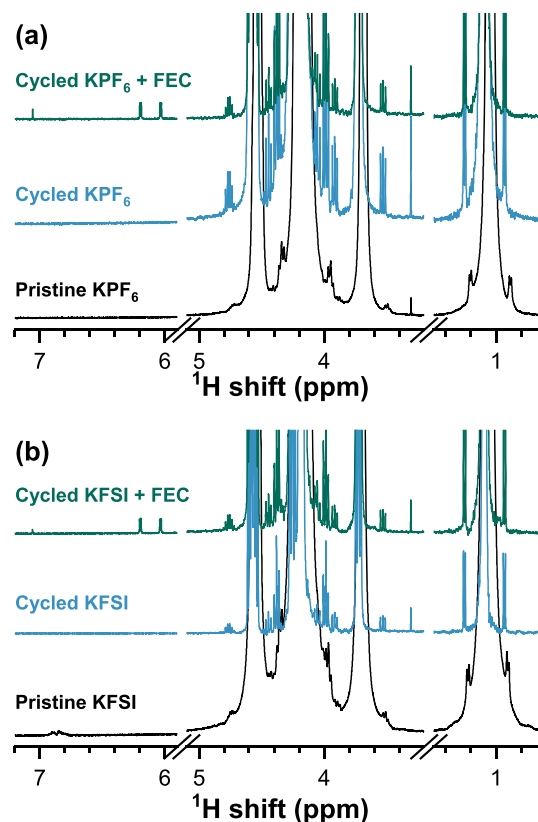 (a)
Cycled KPF₆ + FEC
Cycled KPF₆
Pristine KPF₆
7 6 5 4 1
¹H shift (ppm)
(b)
Cycled KFSI + FEC
Cycled KFSI
Pristine KFSI
7 6 5 4 1
¹H shift (ppm)